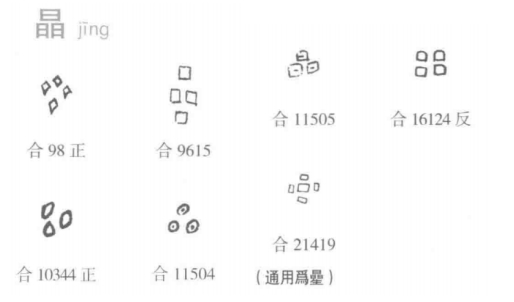 晶 jīng
合 98 正
合 9615
合 11505
合 16124 反
合 10344 正
合 11504
合 21419
（通用爲曐）